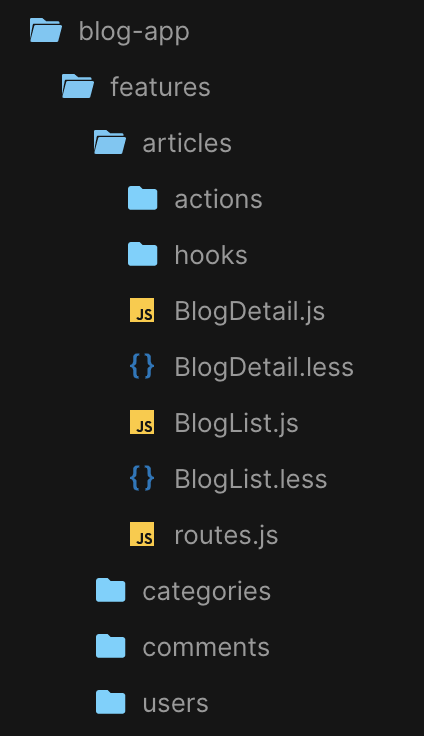 blog-app
features
articles
actions
hooks
JS BlogDetail.js
{} BlogDetail.less
JS BlogList.js
{} BlogList.less
JS routes.js
categories
comments
users